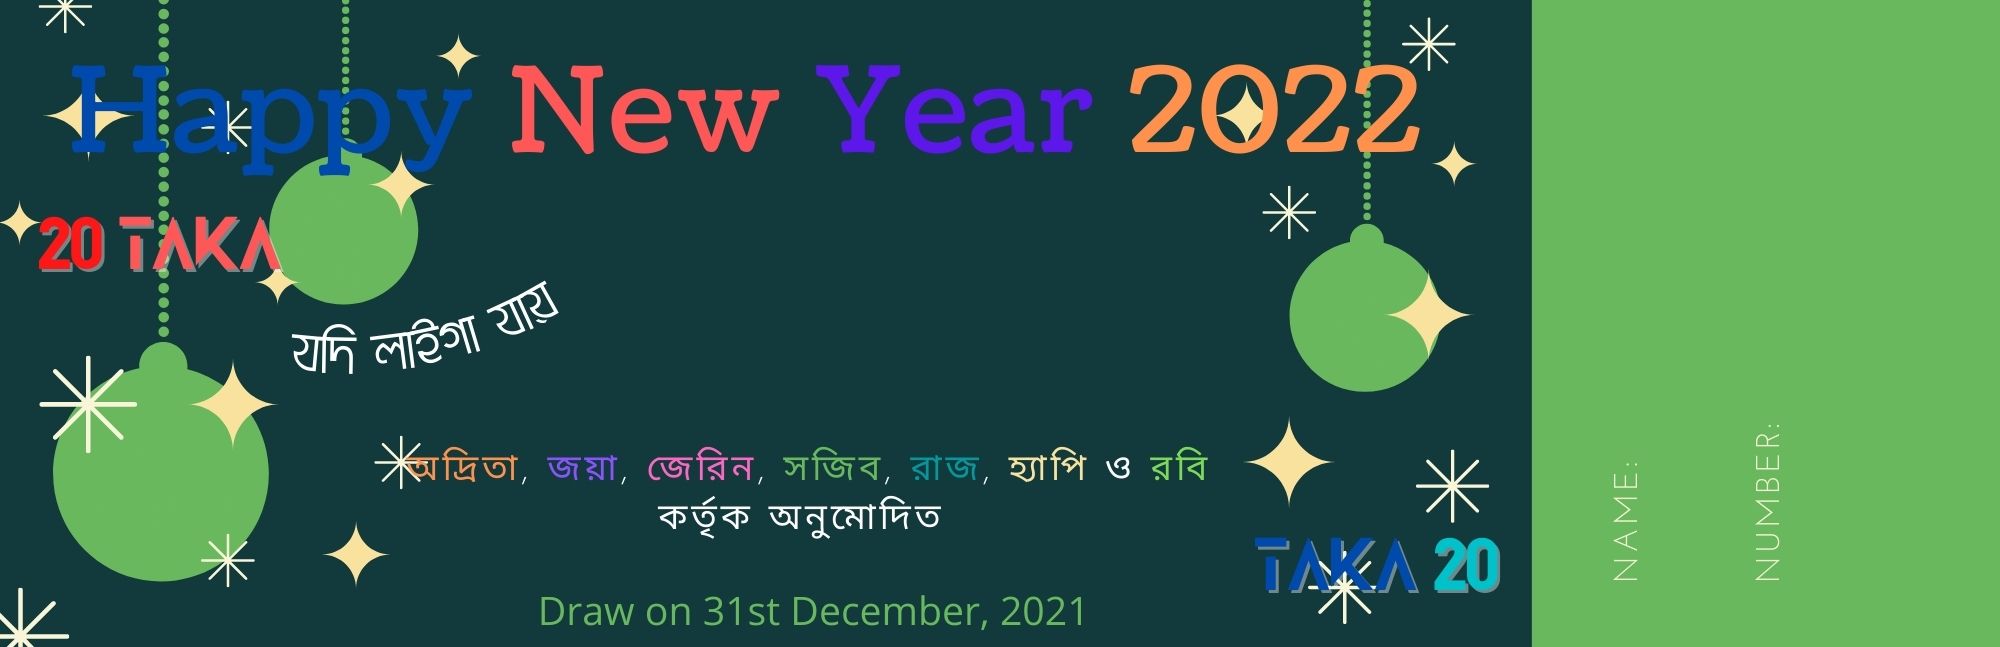 Happy New Year 2022
20 TAKA
যদি লাইগা যায়
অদ্রিতা, জয়া, জেরিন, সজিব, রাজ, হ্যাপি ও রবি
কর্তৃক অনুমোদিত
TAKA 20
Draw on 31st December, 2021
NAME:
NUMBER: